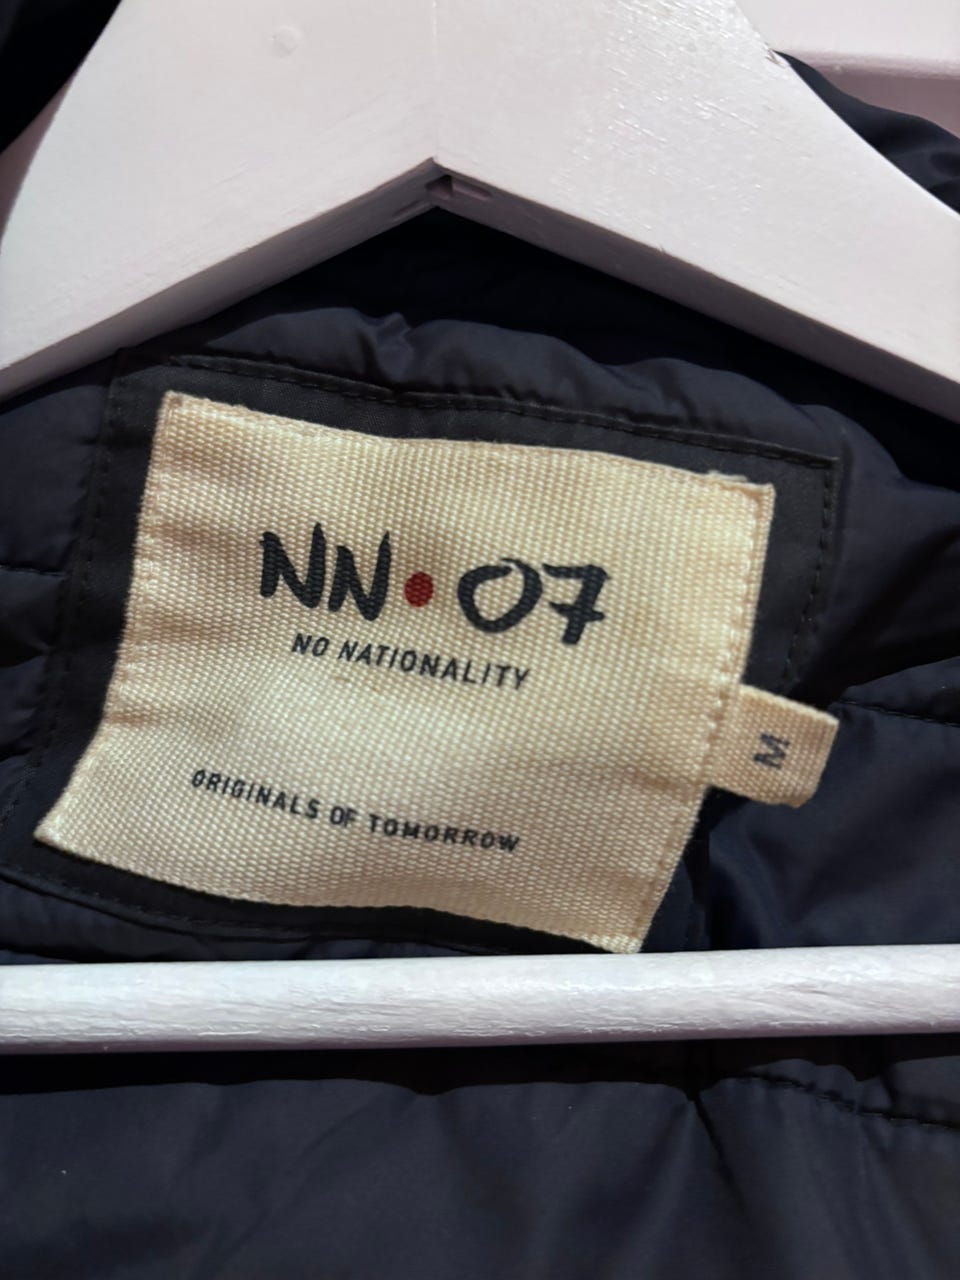 NN•07
NO NATIONALITY
ORIGINALS OF TOMORROW
M